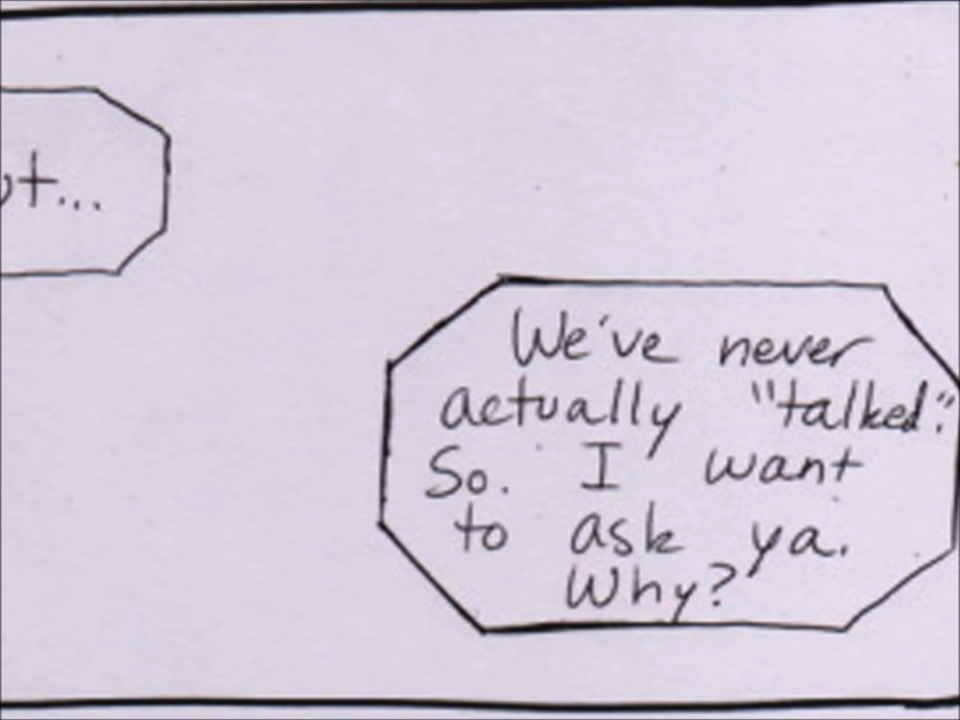 We've never
actually "talked".
So. I want
to ask ya.
Why?